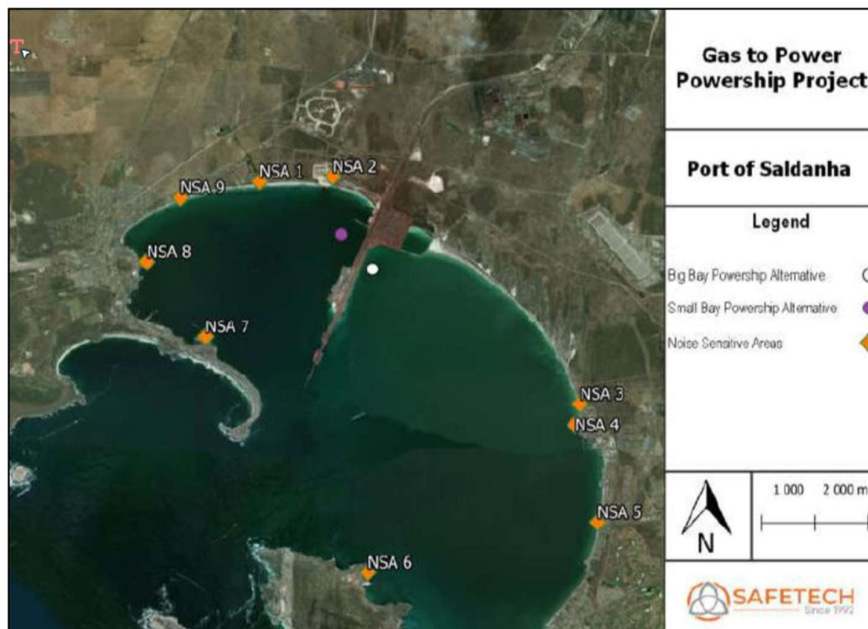 T
NSA 1
NSA 2
NSA 9
NSA 8
NSA 7
NSA 3
NSA 4
NSA 5
NSA 6
Gas to Power
Powership Project
Port of Saldanha
Legend
Big Bay Powership Alternative
Small Bay Powership Alternative
Noise Sensitive Areas
1 000 2 000 m
N
SAFETECH
Since 1992